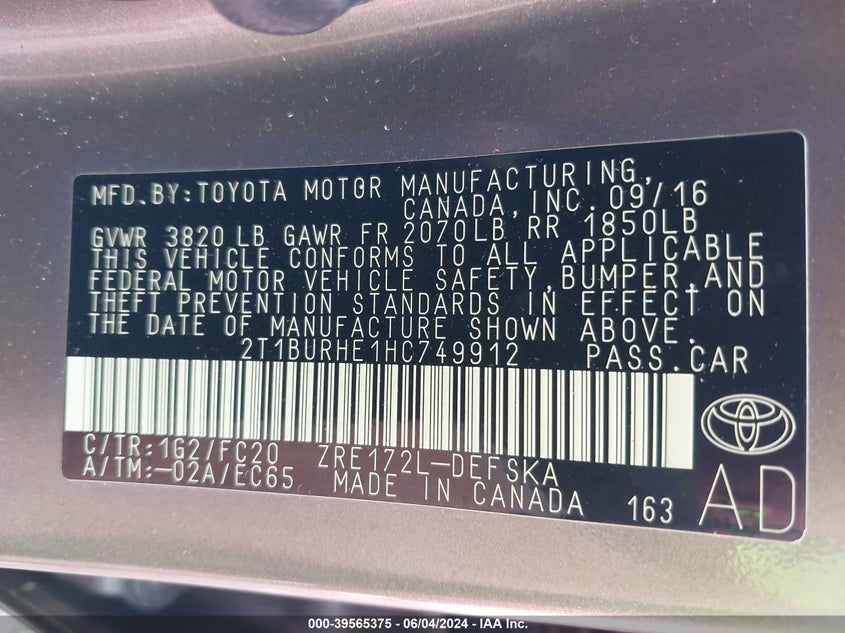 MFD.BY:TOYOTA MOTOR MANUFACTURING,
CANADA, INC. 09/16
GVWR 3820 LB GAWR FR 2070LB RR 1850LB
THIS VEHICLE CONFORMS TO ALL APPLICABLE
FEDERAL MOTOR VEHICLE SAFETY,BUMPER,AND
THEFT PREVENTION STANDARDS IN EFFECT ON
THE DATE OF MANUFACTURE SHOWN ABOVE.
2T1BURHE1HC749912 PASS.CAR
C/TR:1G2/FC20 ZRE172L-DEFSKA
A/TM:-02A/EC65 MADE IN CANADA 163 AD
000-39565375 - 06/04/2024 - IAA Inc.